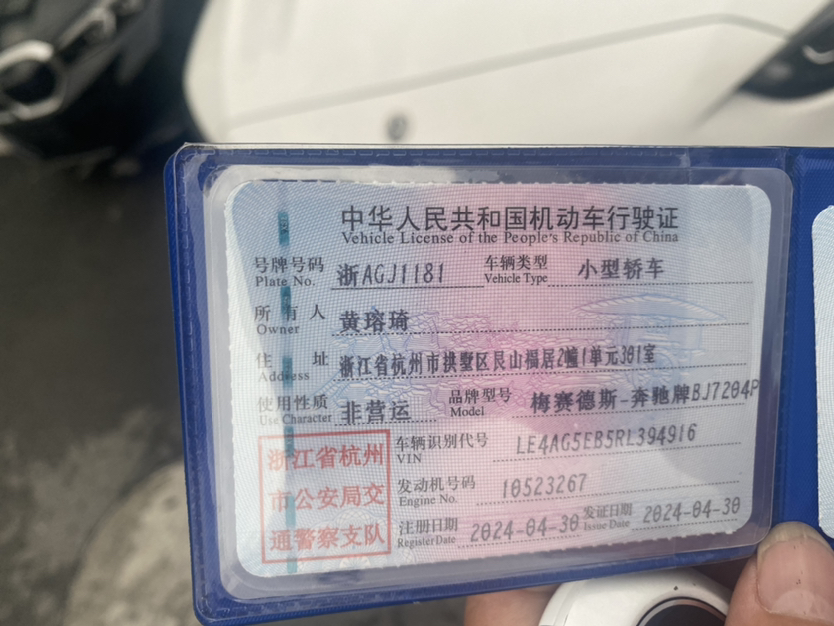 中华人民共和国机动车行驶证
Vehicle License of the People's Republic of China
号牌号码 浙AGJ1181 车辆类型 小型轿车
Plate No. Vehicle Type
所有人 黄瑢琦
Owner
住址 浙江省杭州市拱墅区艮山福居2幢1单元301室
Address
使用性质 非营运 品牌型号 梅赛德斯-奔驰牌BJ7204P
Use Character Model
浙江省杭州
市公安局交
通警察支队
车辆识别代号 LE4AG5EB5RL394916
VIN
发动机号码 10523267
Engine No.
注册日期 2024-04-30 发证日期 2024-04-30
Register Date Issue Date